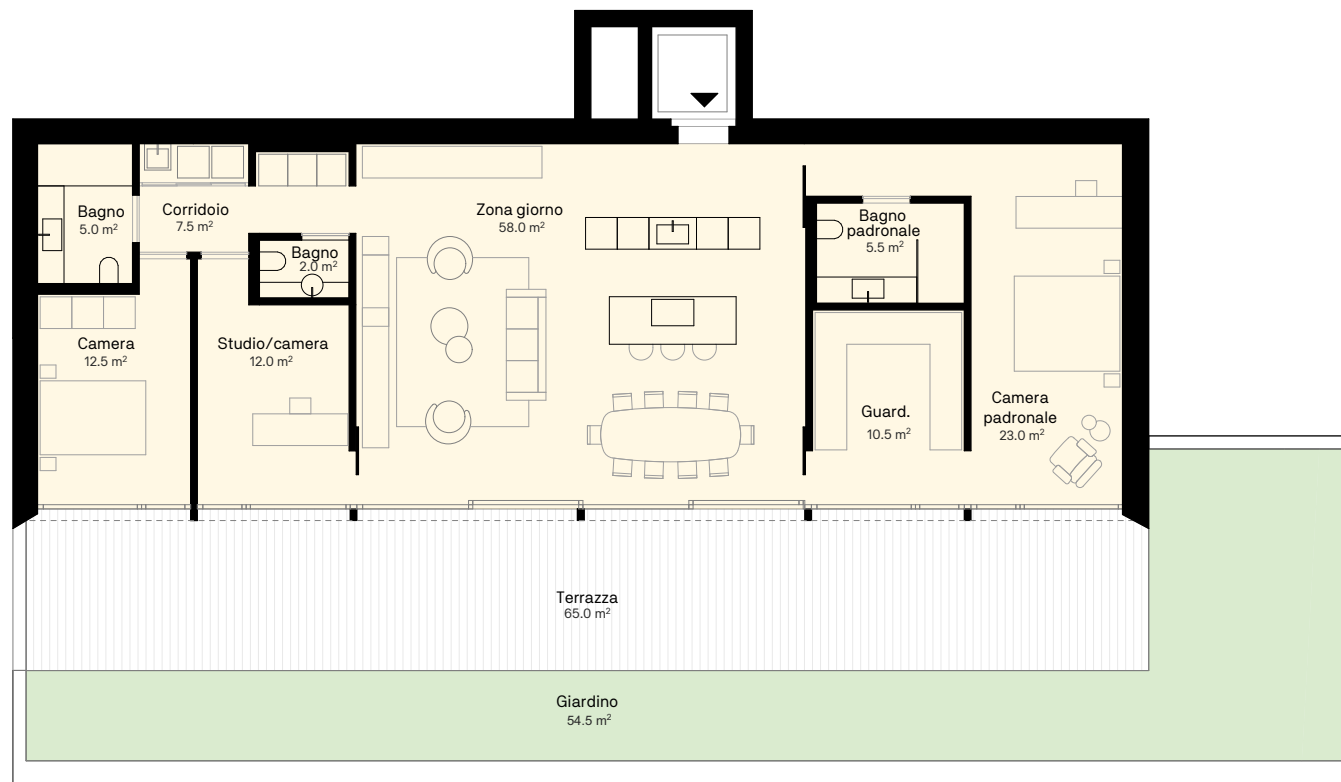 Bagno
5.0 m²
Corridoio
7.5 m²
Zona giorno
58.0 m²
Bagno
padronale
5.5 m²
Bagno
2.0 m²
Camera
12.5 m²
Studio/camera
12.0 m²
Guard.
10.5 m²
Camera
padronale
23.0 m²
Terrazza
65.0 m²
Giardino
54.5 m²